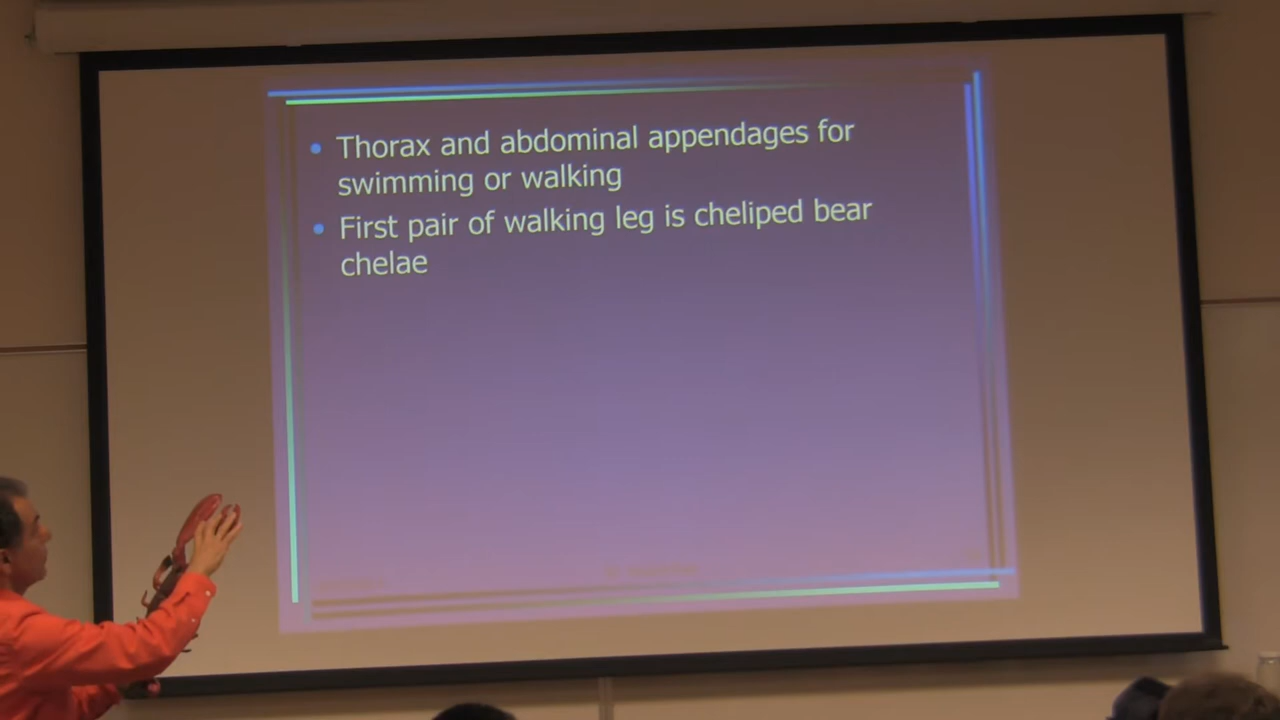 Thorax and abdominal appendages for
swimming or walking
First pair of walking leg is cheliped bear
chelae